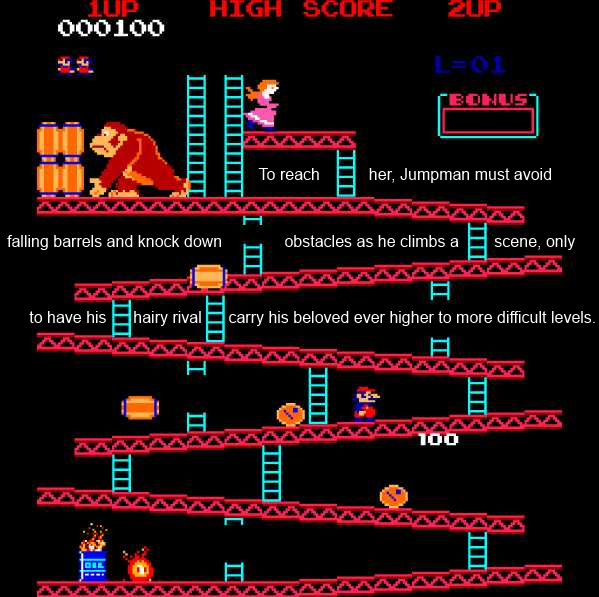 1UP HIGH SCORE 2UP
000100
L=01
BONUS
To reach her, Jumpman must avoid
falling barrels and knock down obstacles as he climbs a scene, only
to have his hairy rival carry his beloved ever higher to more difficult levels.
100
OIL